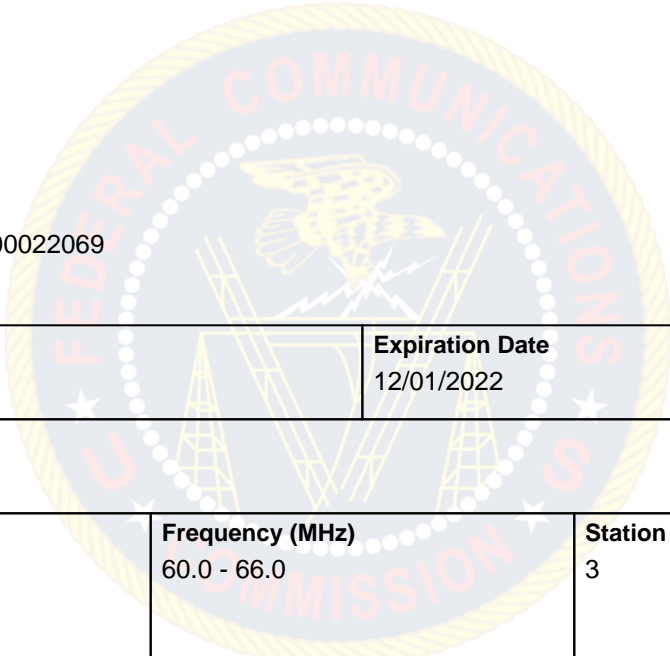 FEDERAL COMMUNICATIONS
COMMISSION
U S
00022069
Expiration Date
12/01/2022
Frequency (MHz)
60.0 - 66.0
Station
3